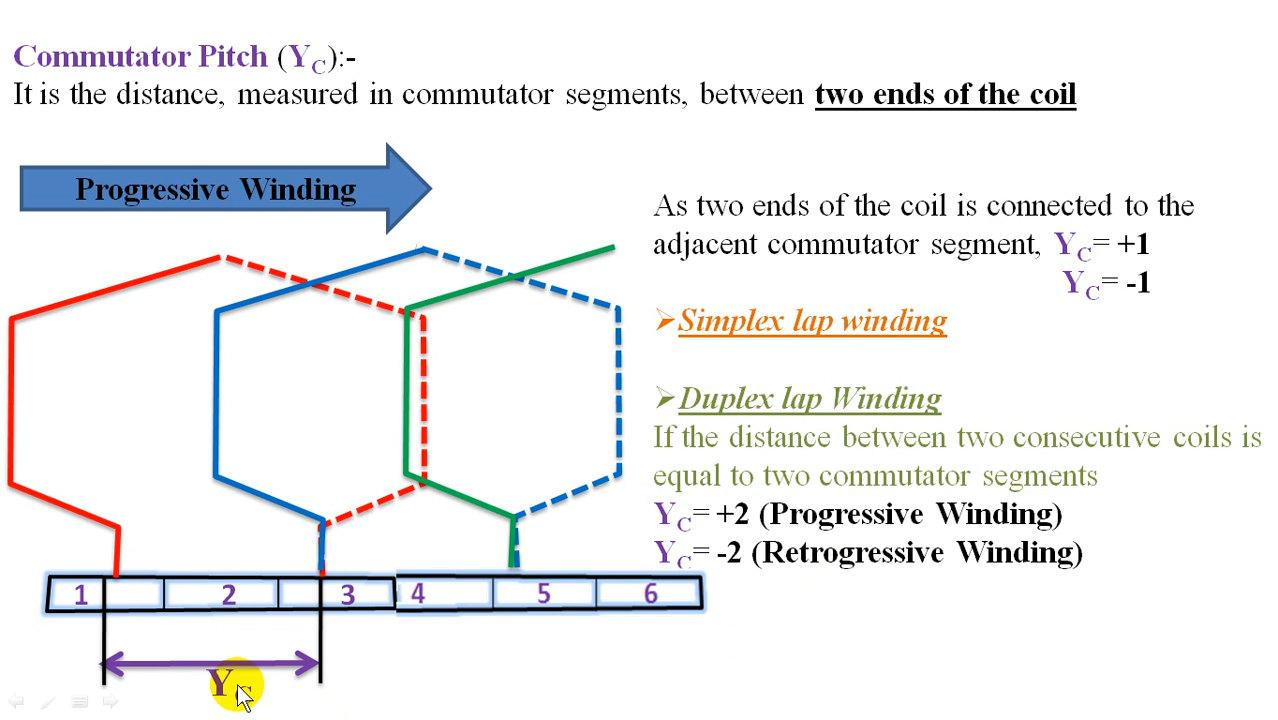 Commutator Pitch (YC):-
It is the distance, measured in commutator segments, between two ends of the coil
Progressive Winding
As two ends of the coil is connected to the
adjacent commutator segment, YC= +1
YC= -1
➢Simplex lap winding
➢Duplex lap Winding
If the distance between two consecutive coils is
equal to two commutator segments
YC= +2 (Progressive Winding)
YC= -2 (Retrogressive Winding)
1 2 3 4 5 6
YC